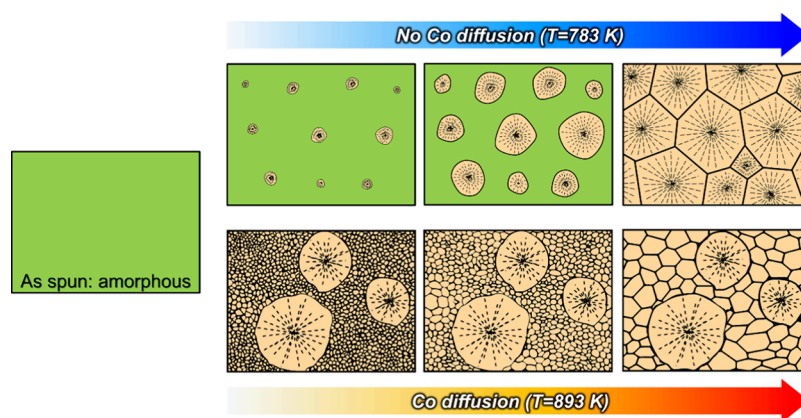 No Co diffusion (T=783 K)
As spun: amorphous
Co diffusion (T=893 K)